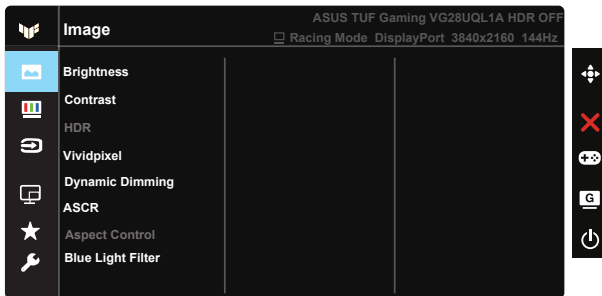 Image
ASUS TUF Gaming VG28UQL1A HDR OFF
Racing Mode DisplayPort 3840x2160 144Hz
Brightness
Contrast
HDR
Vividpixel
Dynamic Dimming
ASCR
Aspect Control
Blue Light Filter
G